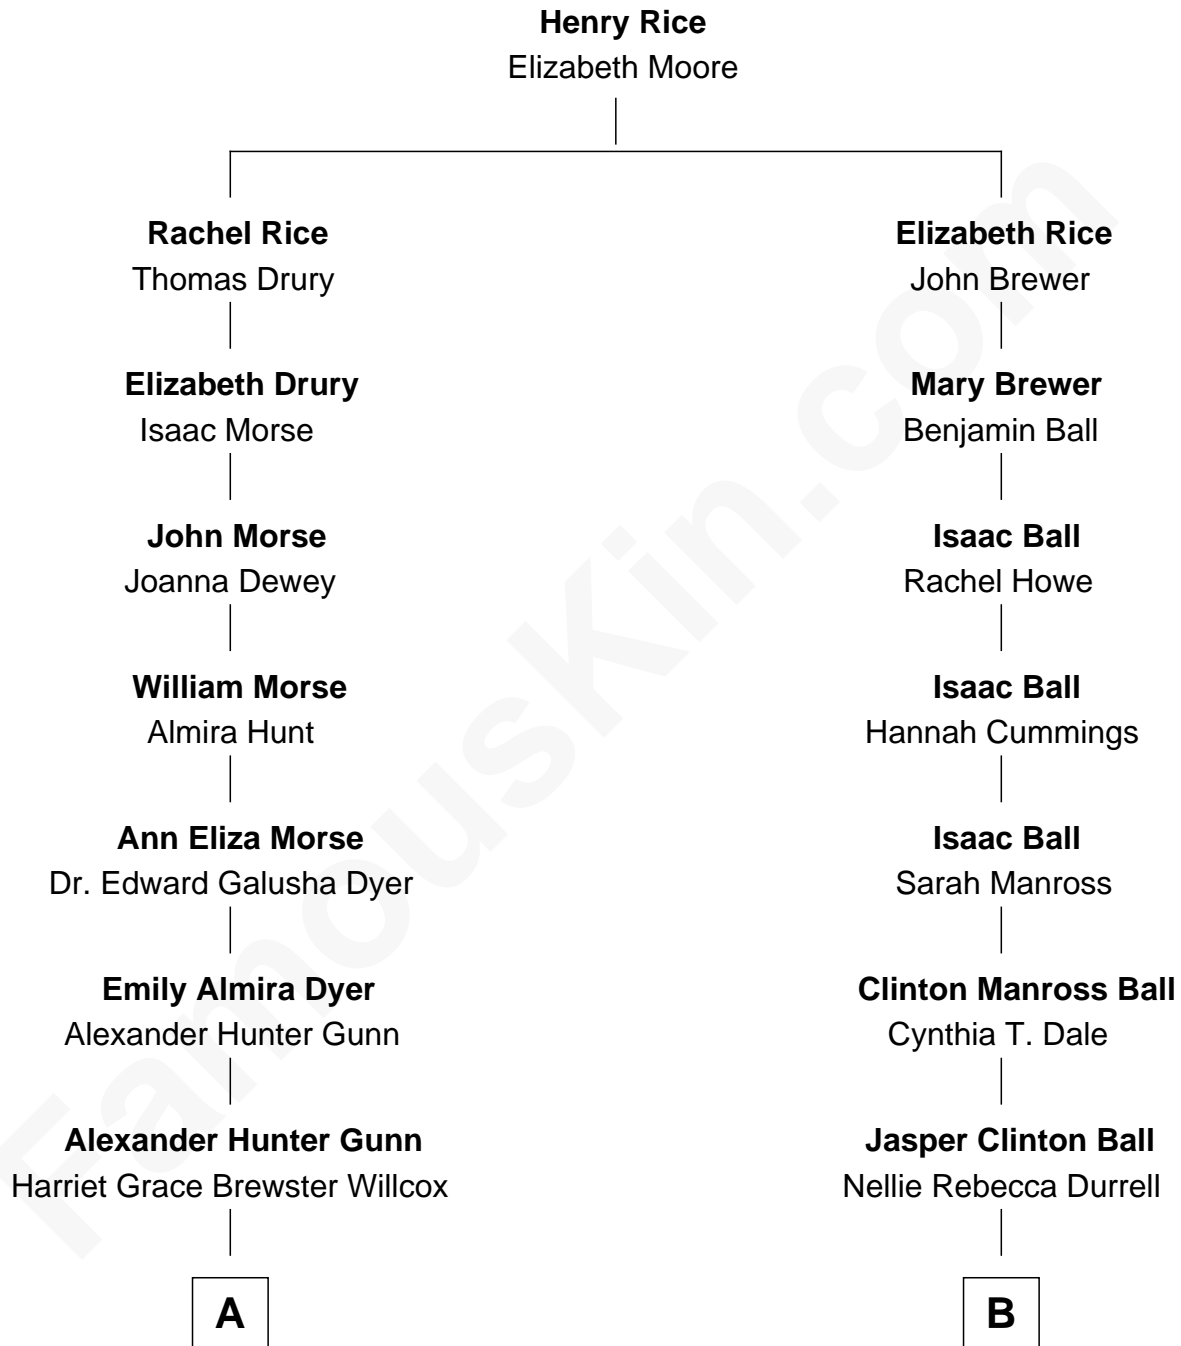 Henry Rice
Elizabeth Moore
Rachel Rice
Thomas Drury
Elizabeth Rice
John Brewer
Elizabeth Drury
Isaac Morse
Mary Brewer
Benjamin Ball
John Morse
Joanna Dewey
Isaac Ball
Rachel Howe
William Morse
Almira Hunt
Isaac Ball
Hannah Cummings
Ann Eliza Morse
Dr. Edward Galusha Dyer
Isaac Ball
Sarah Manross
Emily Almira Dyer
Alexander Hunter Gunn
Clinton Manross Ball
Cynthia T. Dale
Alexander Hunter Gunn
Harriet Grace Brewster Willcox
Jasper Clinton Ball
Nellie Rebecca Durrell
A
B
FamousKin.com